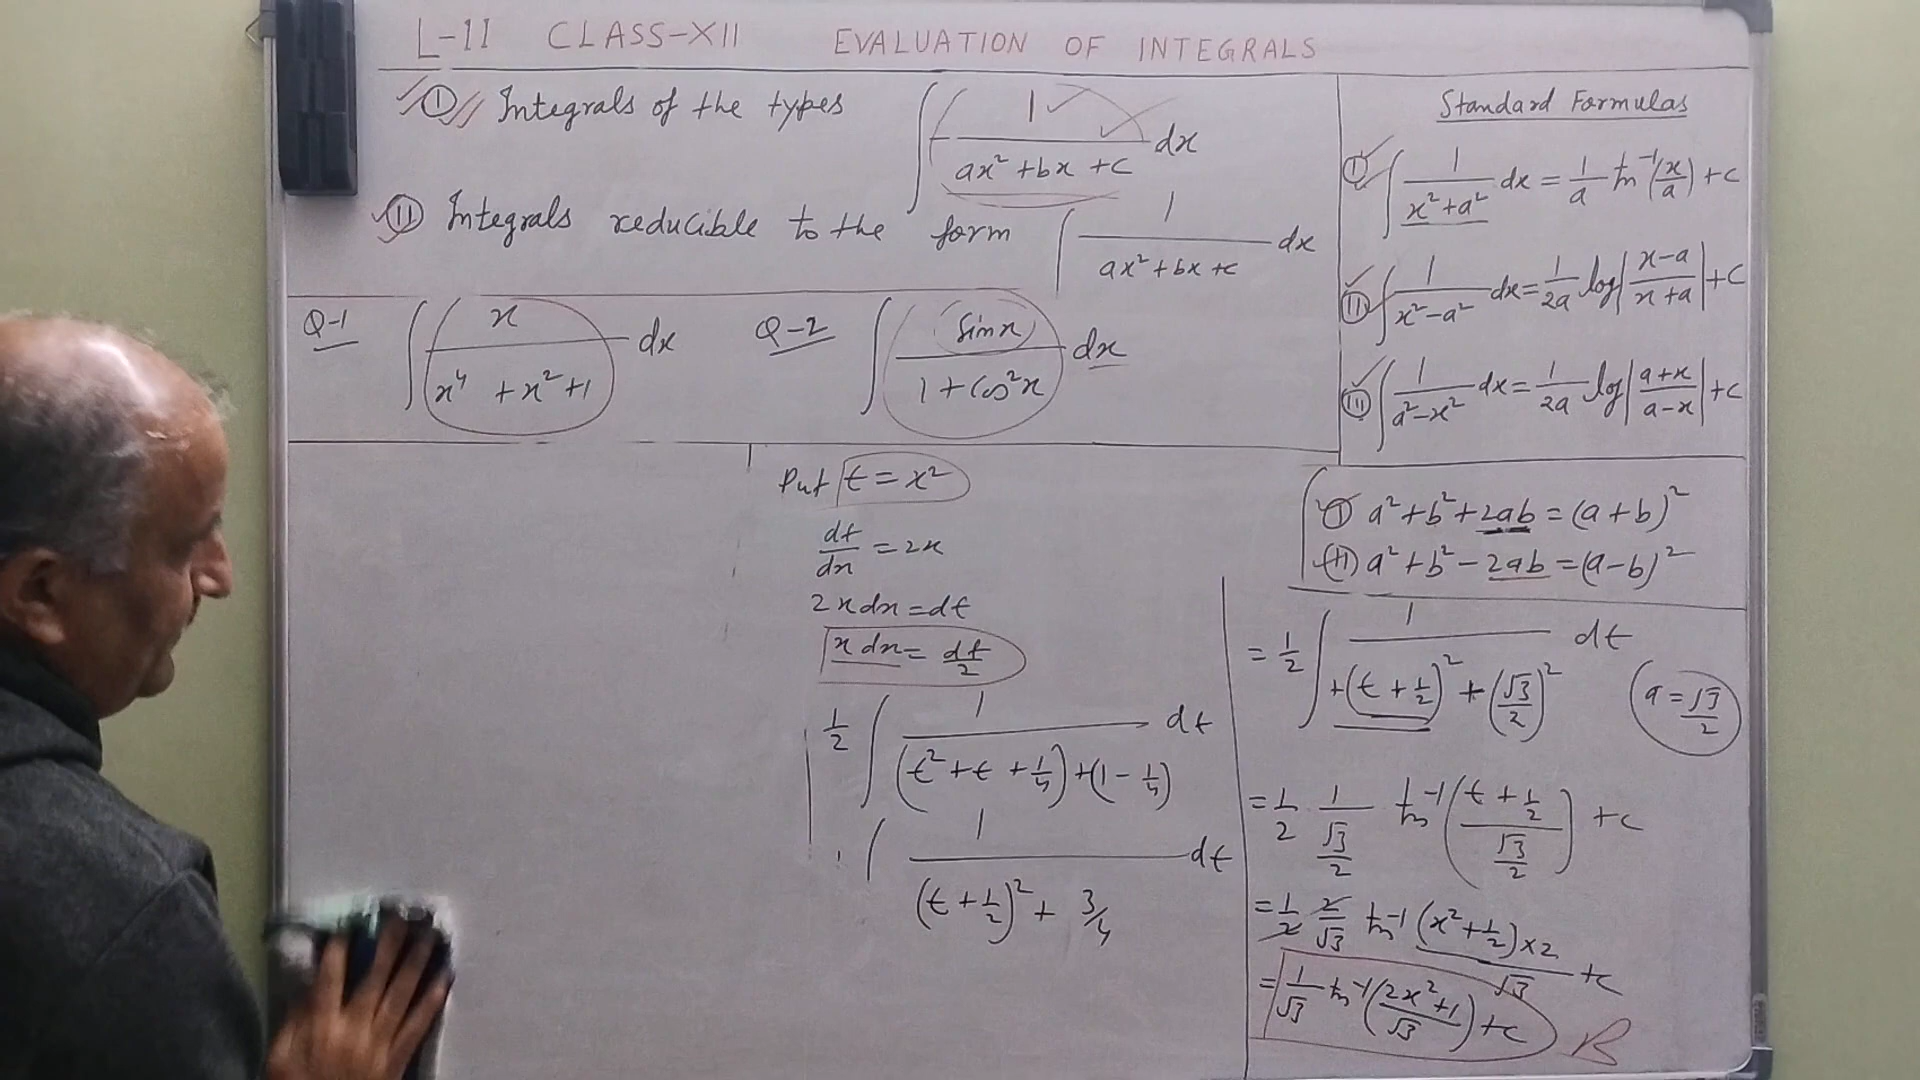 L-11 CLASS-XII EVALUATION OF INTEGRALS
① Integrals of the types ∫ 1/(ax²+bx+c) dx
② Integrals reducible to the form ∫ 1/(ax²+bx+c) dx
Standard Formulas
① ∫ 1/(x²+a²) dx = 1/a tan⁻¹(x/a) +c
② ∫ 1/(x²-a²) dx = 1/2a log|(x-a)/(x+a)| +c
③ ∫ 1/(a²-x²) dx = 1/2a log|(a+x)/(a-x)| +c
Q-1 ∫ x/(x⁴+x²+1) dx Q-2 ∫ Sinx/(1+Cos²x) dx
Put t = x²
dt/dx = 2x
2xdx = dt
x dx = dt/2
1/2 ∫ 1/((t²+t+1/4)+(1-1/4)) dt
∫ 1/((t+1/2)²+3/4) dt
① a²+b²+2ab = (a+b)²
② a²+b²-2ab = (a-b)²
= 1/2 ∫ 1/(+(t+1/2)²+(√3/2)²) dt
a = √3/2
= 1/2 1/(√3/2) tan⁻¹((t+1/2)/(√3/2)) +c
= 1/2 2/√3 tan⁻¹ (x²+1/2)×2/√3 +c
= 1/√3 tan⁻¹((2x²+1)/√3) +c